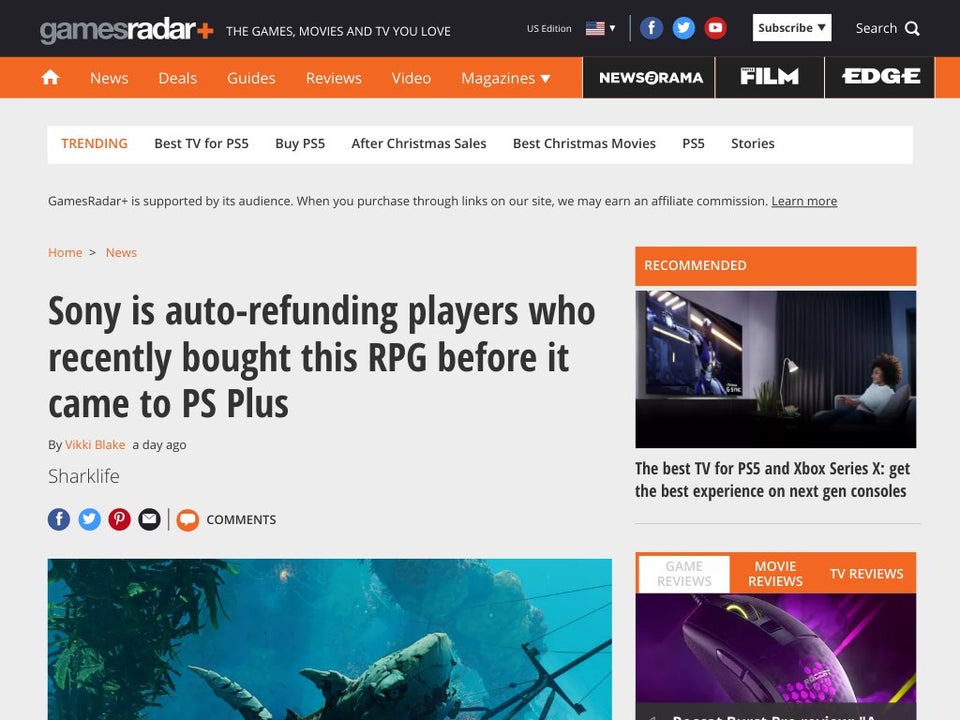 gamesradar+ THE GAMES, MOVIES AND TV YOU LOVE US Edition Subscribe ▼ Search
News Deals Guides Reviews Video Magazines ▼ NEWSARAMA FILM EDGE
TRENDING Best TV for PS5 Buy PS5 After Christmas Sales Best Christmas Movies PS5 Stories
GamesRadar+ is supported by its audience. When you purchase through links on our site, we may earn an affiliate commission. Learn more
Home > News
Sony is auto-refunding players who
recently bought this RPG before it
came to PS Plus
By Vikki Blake a day ago
Sharklife
COMMENTS
RECOMMENDED
The best TV for PS5 and Xbox Series X: get
the best experience on next gen consoles
GAME
REVIEWS
MOVIE
REVIEWS
TV REVIEWS
Roccat Burst Pro review: "A